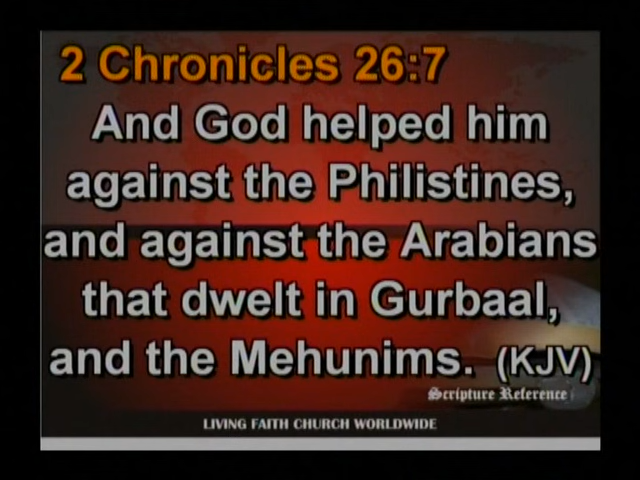 2 Chronicles 26:7
And God helped him
against the Philistines,
and against the Arabians
that dwelt in Gurbaal,
and the Mehunims. (KJV)
Scripture Reference
LIVING FAITH CHURCH WORLDWIDE